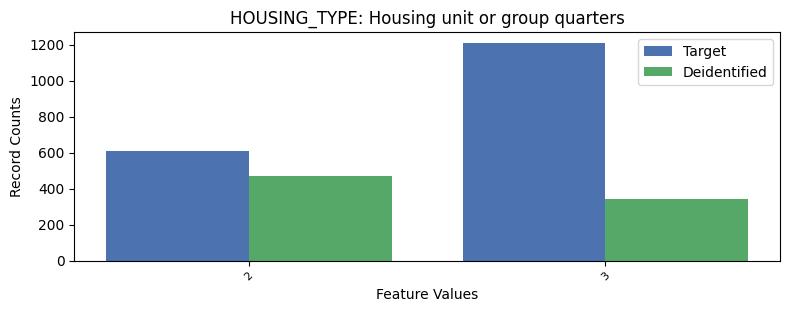 HOUSING_TYPE: Housing unit or group quarters
Target
Deidentified
Record Counts
1200
1000
800
600
400
200
0
2
3
Feature Values